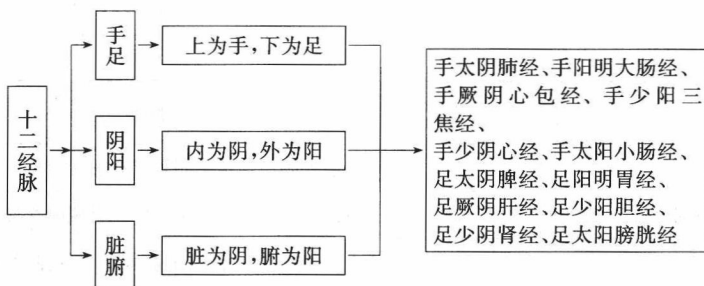 十二经脉
手足
上为手,下为足
阴阳
内为阴,外为阳
脏腑
脏为阴,腑为阳
手太阴肺经、手阳明大肠经、
手厥阴心包经、手少阳三
焦经、
手少阴心经、手太阳小肠经、
足太阴脾经、足阳明胃经、
足厥阴肝经、足少阳胆经、
足少阴肾经、足太阳膀胱经